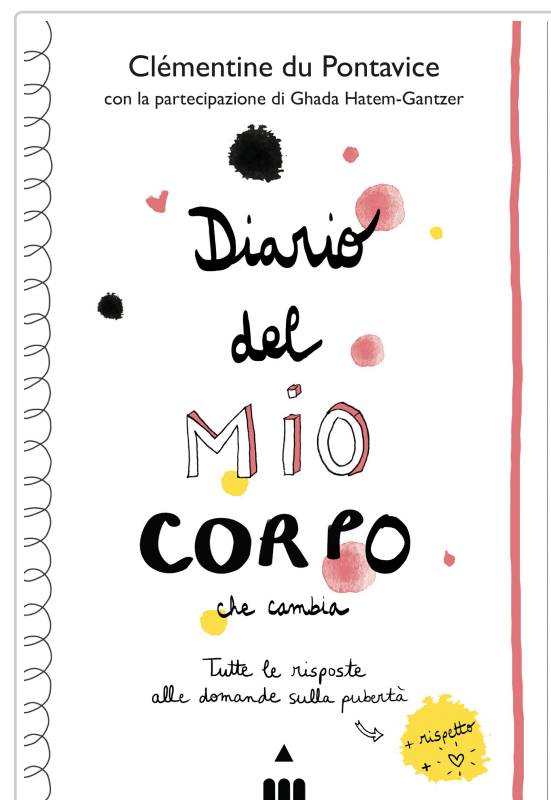 Clémentine du Pontavice
con la partecipazione di Ghada Hatem-Gantzer
Diario
del
MiO
CORPO
che cambia
Tutte le risposte
alle domande sulla pubertà
+ rispetto
+